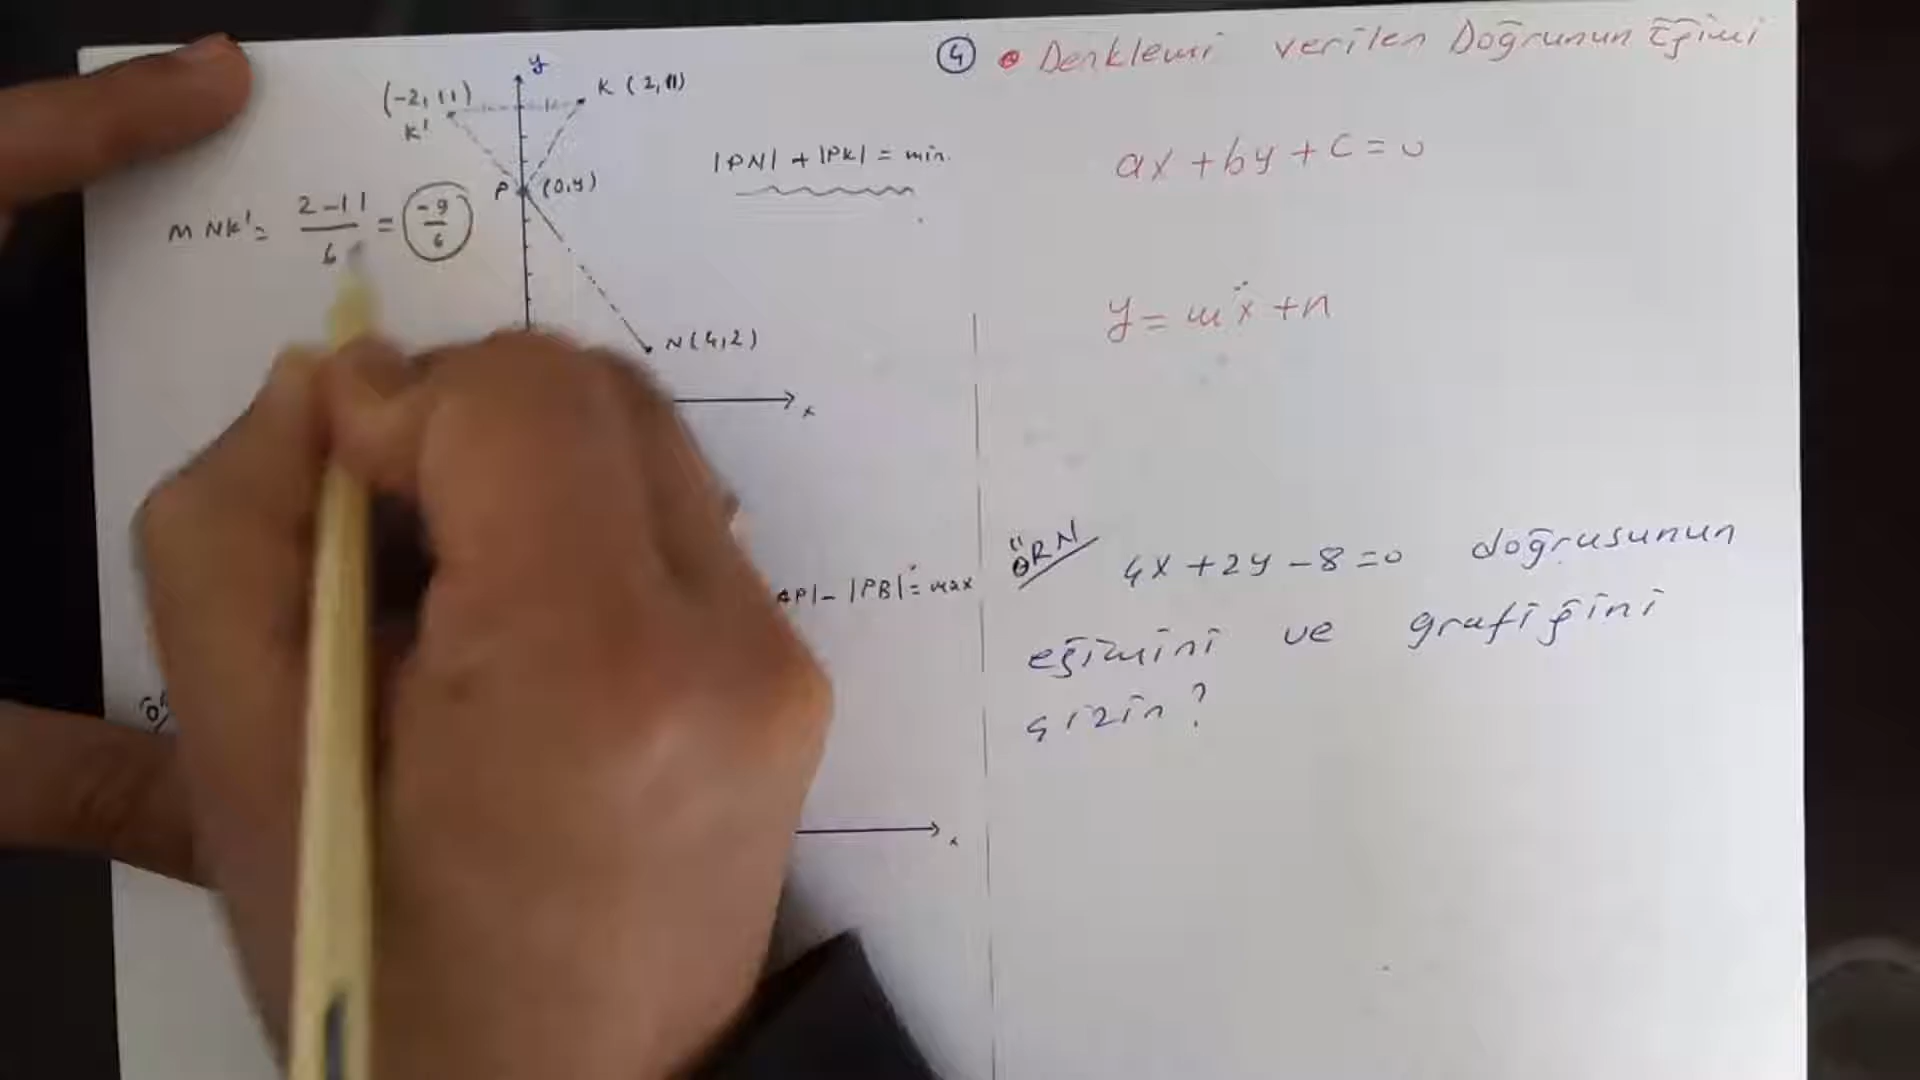 y
(-2,11)
K'
K (2,11)
P (0,y)
|PN| + |PK| = min.
M NK' = 2-11 / 6 = -9/6
N(4,2)
x
|PB| = max
x
④ • Denklemi verilen Doğrunun Eğimi
ax + by + c = 0
y = mx + n
ÖRN 4x + 2y - 8 = 0 doğrusunun
eğimini ve grafiğini
çizin?